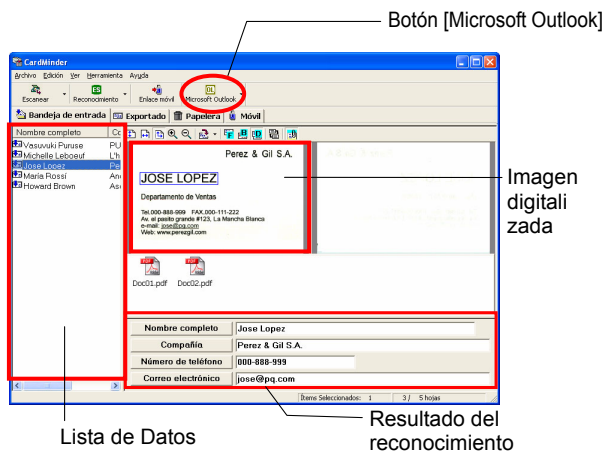 Botón [Microsoft Outlook]
CardMinder
Archivo Edición Ver Herramienta Ayuda
Escanear Reconocimiento Enlace móvil Microsoft Outlook
Bandeja de entrada Exportado Papelera Móvil
Nombre completo
Vasuvuki Puruse PU
Michelle Leboeuf L'h
Jose Lopez Pe
Maria Rossi An
Howard Brown Aso
Perez & Gil S.A.
JOSE LOPEZ
Departamento de Ventas
Tel.000-888-999 FAX.000-111-222
Av. el pasito grande #123, La Mancha Blanca
e-mail: jose@pq.com
Web: www.perezgil.com
Imagen
digitali
zada
Doc01.pdf Doc02.pdf
Nombre completo Jose Lopez
Compañía Perez & Gil S.A.
Número de teléfono 000-888-999
Correo electrónico jose@pq.com
Ítems Seleccionados: 1 3 / 5 hojas
Lista de Datos
Resultado del
reconocimiento